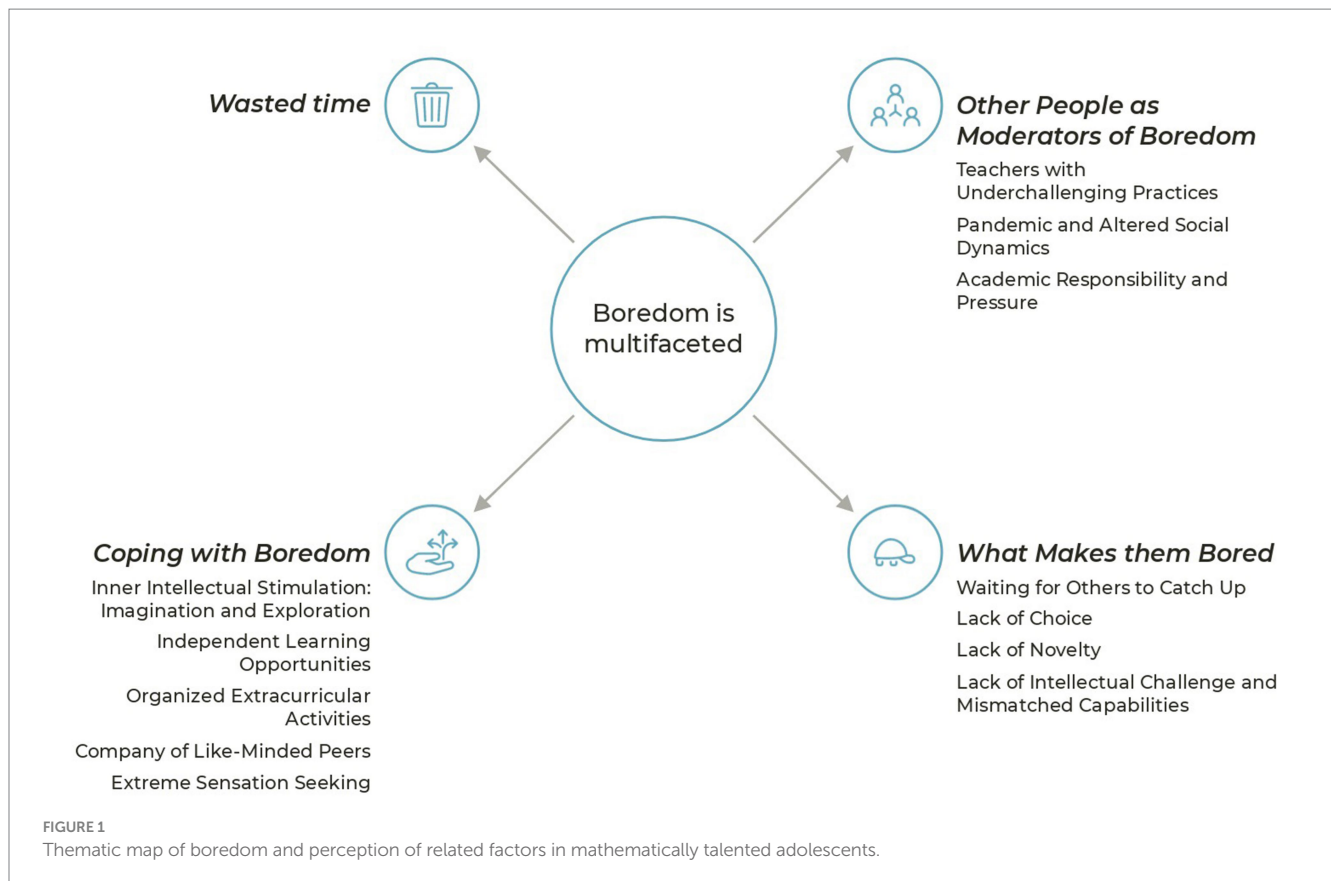 Wasted time
Other People as
Moderators of Boredom
Teachers with
Underchallenging Practices
Pandemic and Altered Social
Dynamics
Academic Responsibility and
Pressure
Boredom is
multifaceted
Coping with Boredom
Inner Intellectual Stimulation:
Imagination and Exploration
Independent Learning
Opportunities
Organized Extracurricular
Activities
Company of Like-Minded Peers
Extreme Sensation Seeking
What Makes them Bored
Waiting for Others to Catch Up
Lack of Choice
Lack of Novelty
Lack of Intellectual Challenge and
Mismatched Capabilities
FIGURE 1
Thematic map of boredom and perception of related factors in mathematically talented adolescents.